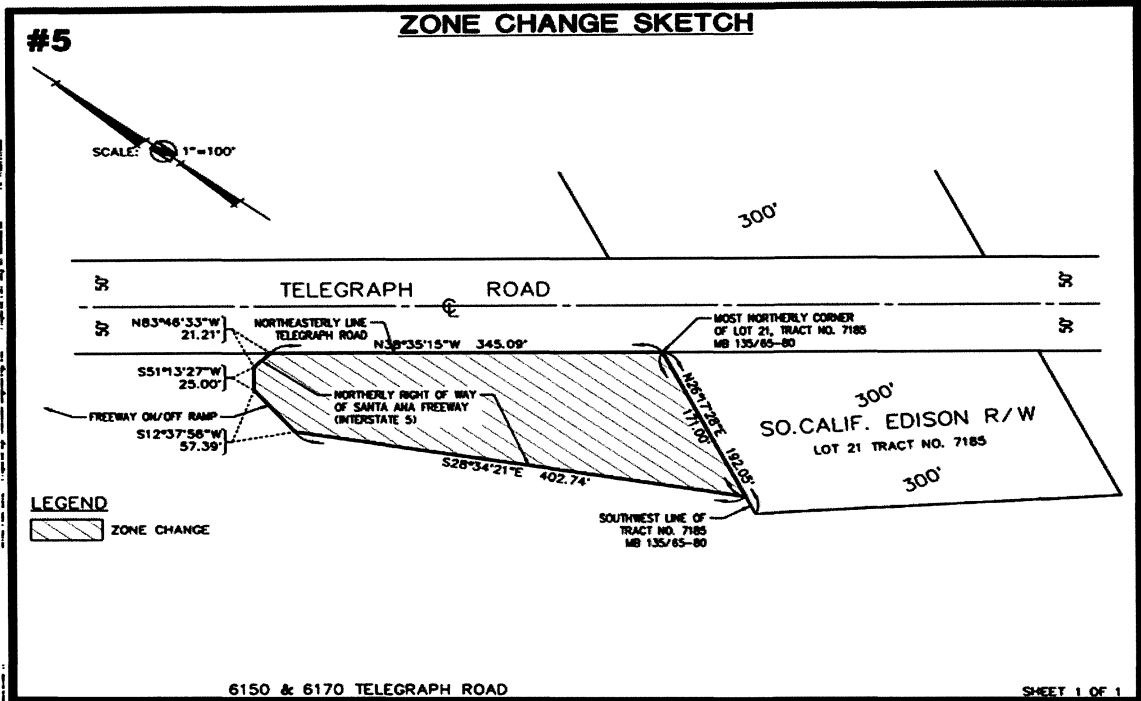 ZONE CHANGE SKETCH
#5
SCALE: 1"=100'
300'
50'
50'
TELEGRAPH ROAD
℄
50'
50'
N83°46'33"W
21.21'
NORTHEASTERLY LINE
TELEGRAPH ROAD
N38°35'15"W 345.09'
MOST NORTHERLY CORNER
OF LOT 21, TRACT NO. 7185
MB 135/65-80
S51°13'27"W
25.00'
NORTHERLY RIGHT OF WAY
OF SANTA ANA FREEWAY
(INTERSTATE 5)
FREEWAY ON/OFF RAMP
S12°37'56"W
57.39'
N26°17'28"E 192.05'
171.00'
300'
SO.CALIF. EDISON R/W
LOT 21 TRACT NO. 7185
300'
S28°34'21"E 402.74'
LEGEND
ZONE CHANGE
SOUTHWEST LINE OF
TRACT NO. 7185
MB 135/65-80
6150 & 6170 TELEGRAPH ROAD
SHEET 1 OF 1